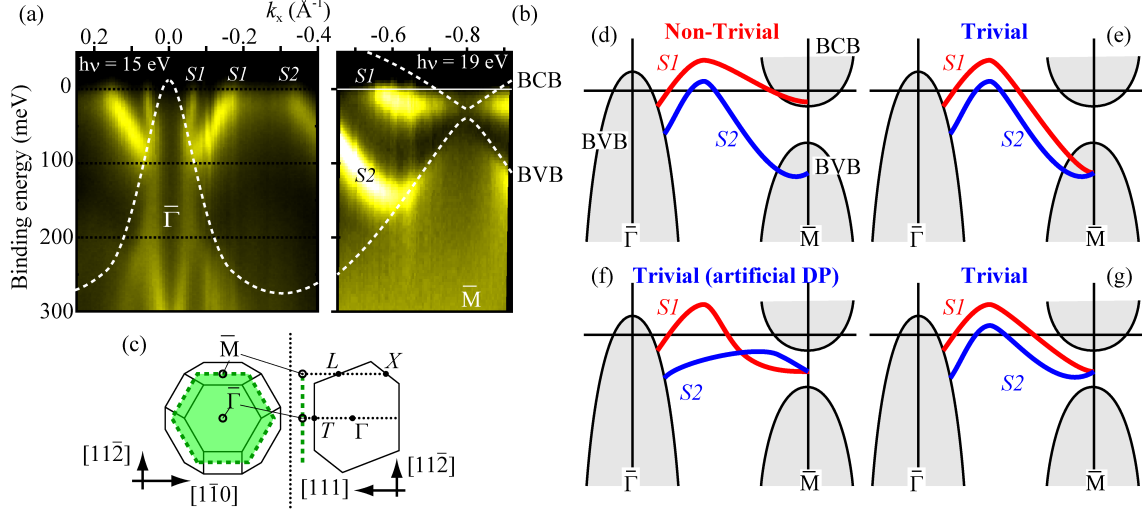 (a)
kx (Å-1)
(b)
0.2 0.0 -0.2 -0.4
-0.6 -0.8
hν = 15 eV
S1 S1 S2
hν = 19 eV
S1
S2
BCB
BVB
Γ̅
M̅
Binding energy (meV)
0
100
200
300
(c)
M̅
Γ̅
L
X
T
Γ
[112̅]
[11̅0]
[111]
[112̅]
(d)
Non-Trivial
S1
S2
BCB
BVB
BVB
Γ̅
M̅
Trivial
(e)
S1
S2
Γ̅
M̅
(f)
Trivial (artificial DP)
S1
S2
Γ̅
M̅
Trivial
(g)
S1
S2
Γ̅
M̅